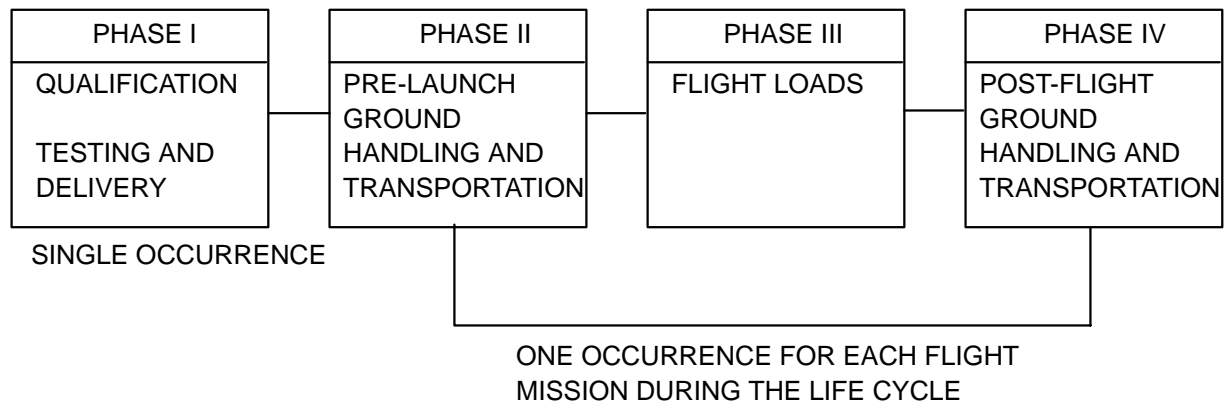 PHASE I
QUALIFICATION
TESTING AND
DELIVERY
SINGLE OCCURRENCE
PHASE II
PRE-LAUNCH
GROUND
HANDLING AND
TRANSPORTATION
PHASE III
FLIGHT LOADS
PHASE IV
POST-FLIGHT
GROUND
HANDLING AND
TRANSPORTATION
ONE OCCURRENCE FOR EACH FLIGHT
MISSION DURING THE LIFE CYCLE